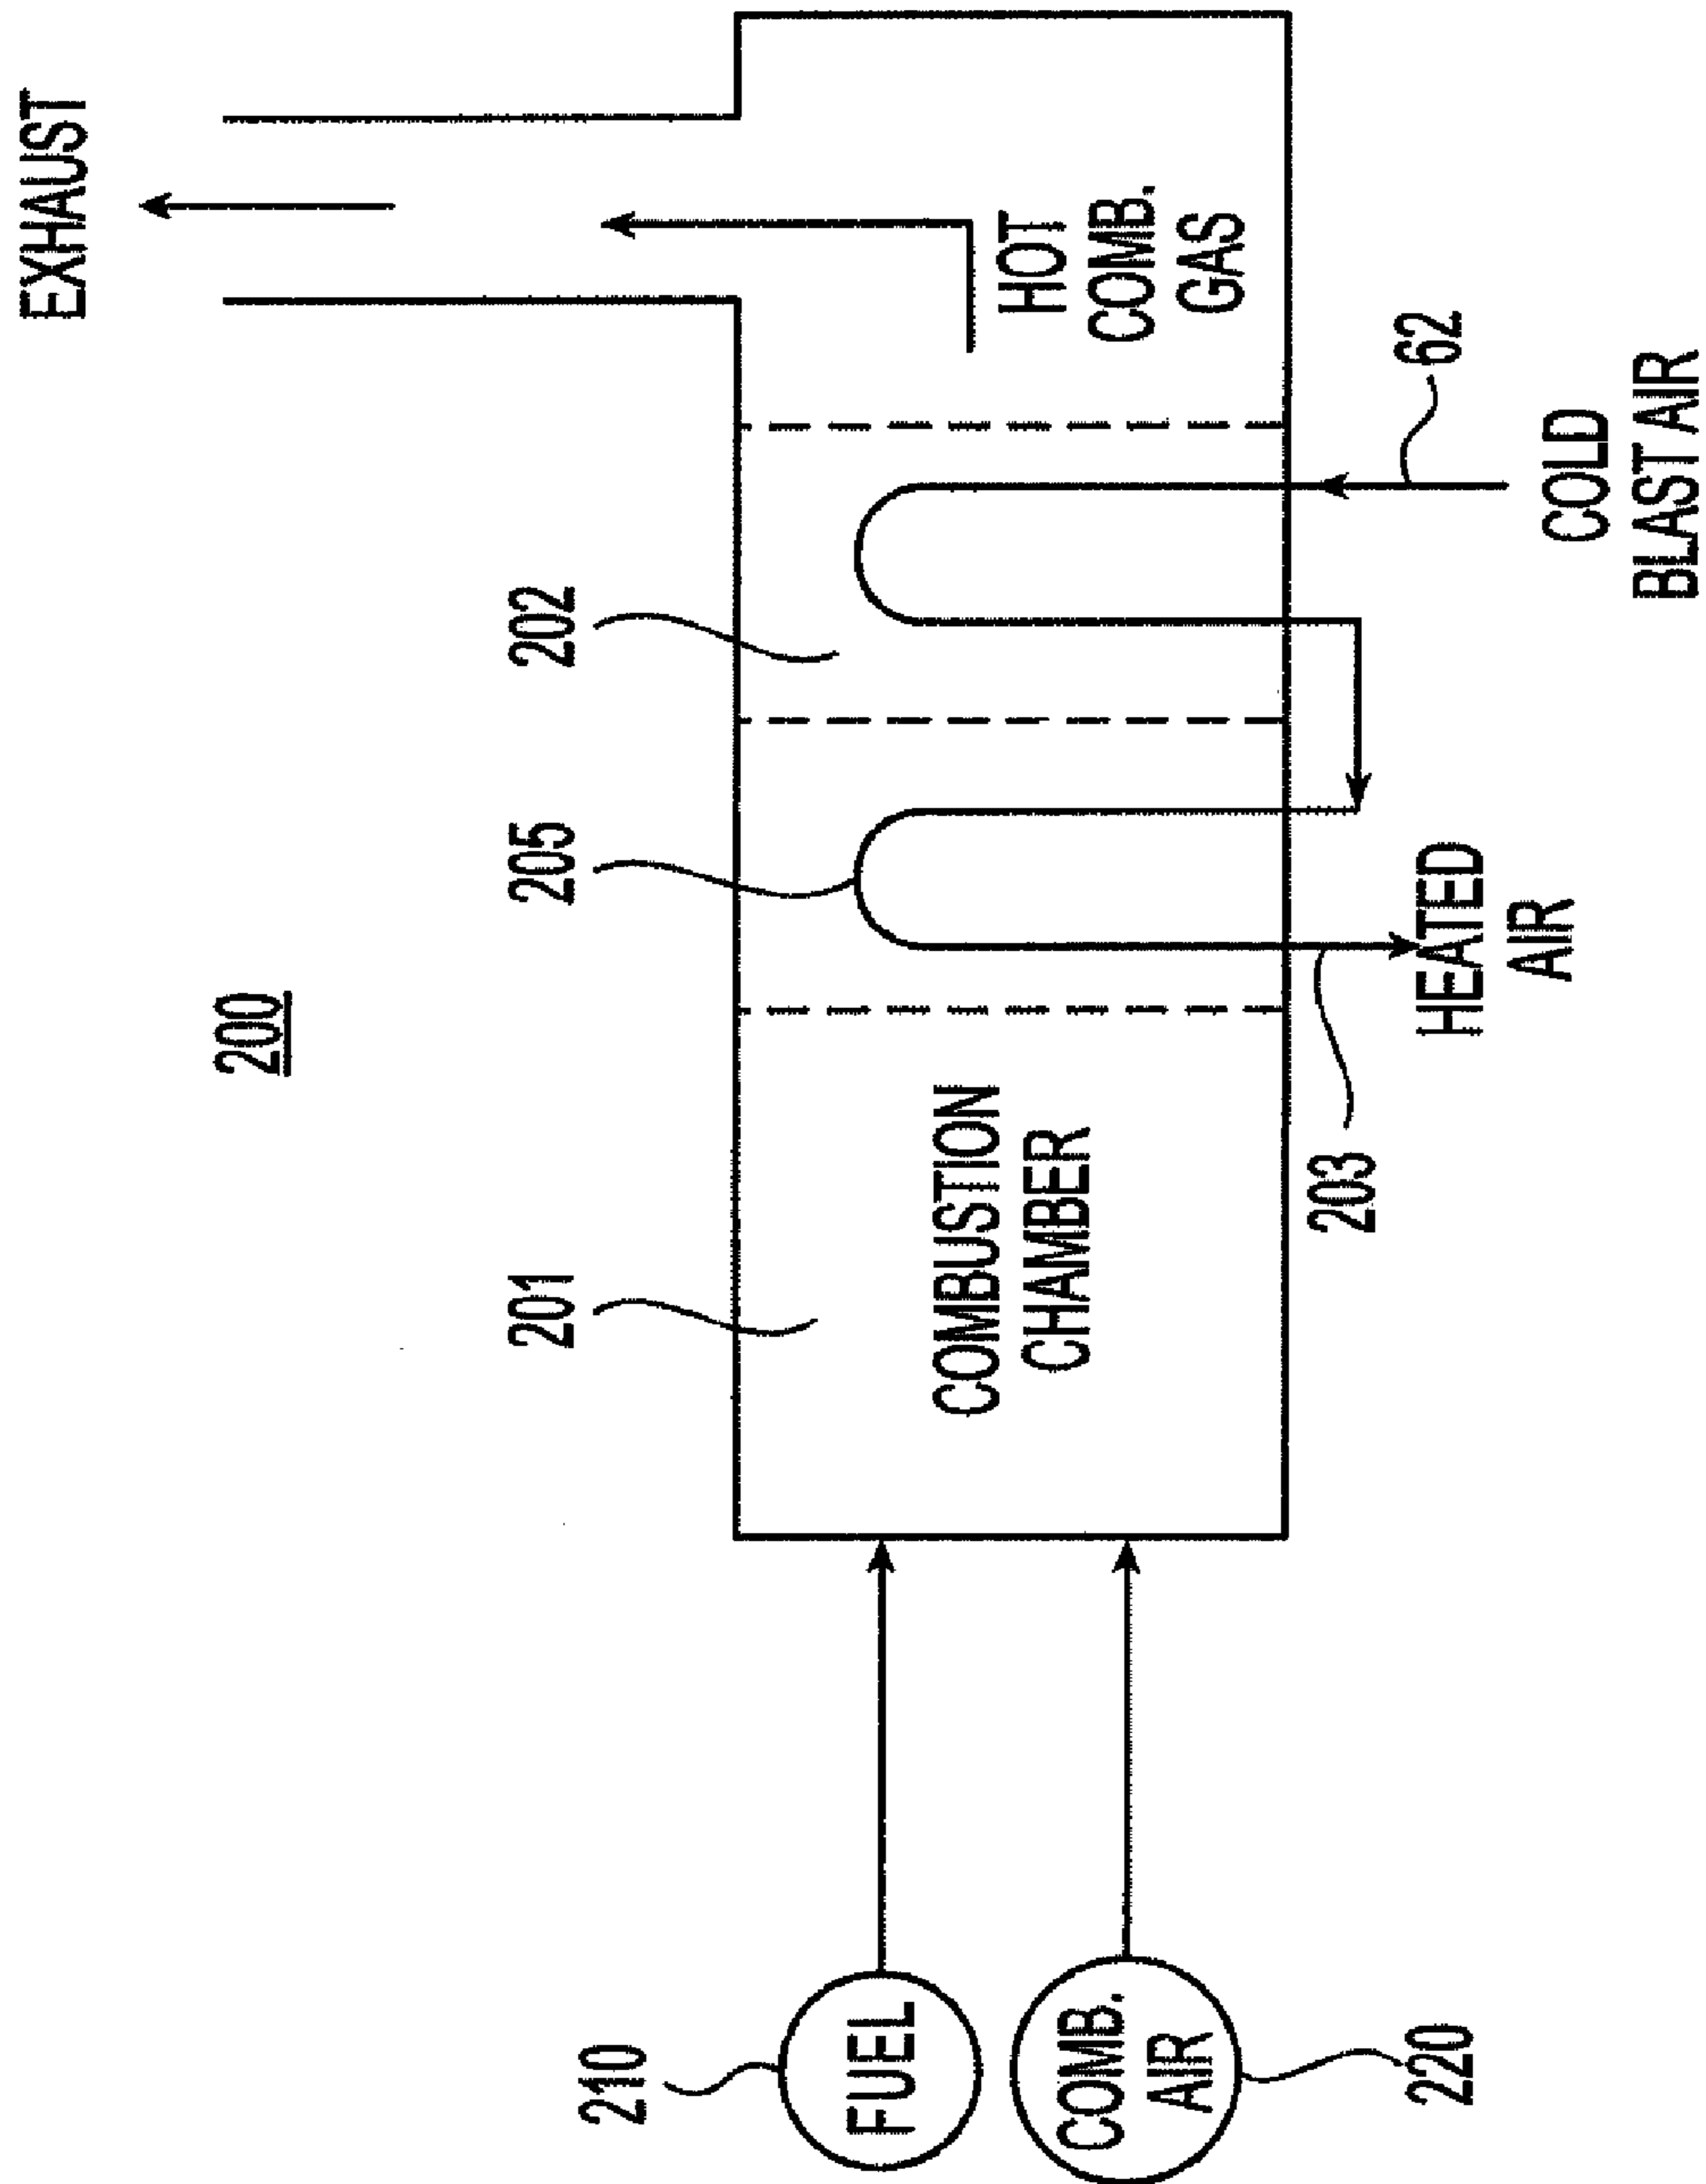 200
EXHAUST
210
FUEL
COMB.
AIR
220
201
COMBUSTION
CHAMBER
205
202
HOT
COMB.
GAS
203
HEATED
AIR
62
COLD
BLAST AIR